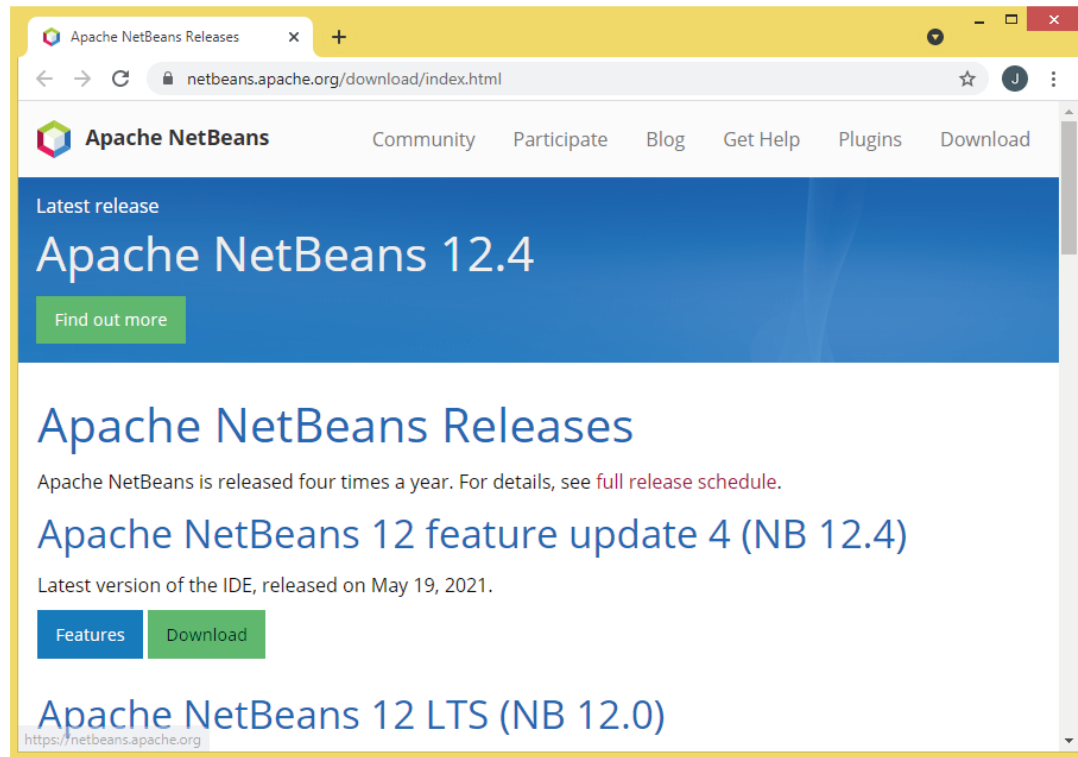 Apache NetBeans Releases
netbeans.apache.org/download/index.html
J
Apache NetBeans Community Participate Blog Get Help Plugins Download
Latest release
Apache NetBeans 12.4
Find out more
Apache NetBeans Releases
Apache NetBeans is released four times a year. For details, see full release schedule.
Apache NetBeans 12 feature update 4 (NB 12.4)
Latest version of the IDE, released on May 19, 2021.
Features Download
Apache NetBeans 12 LTS (NB 12.0)
https://netbeans.apache.org